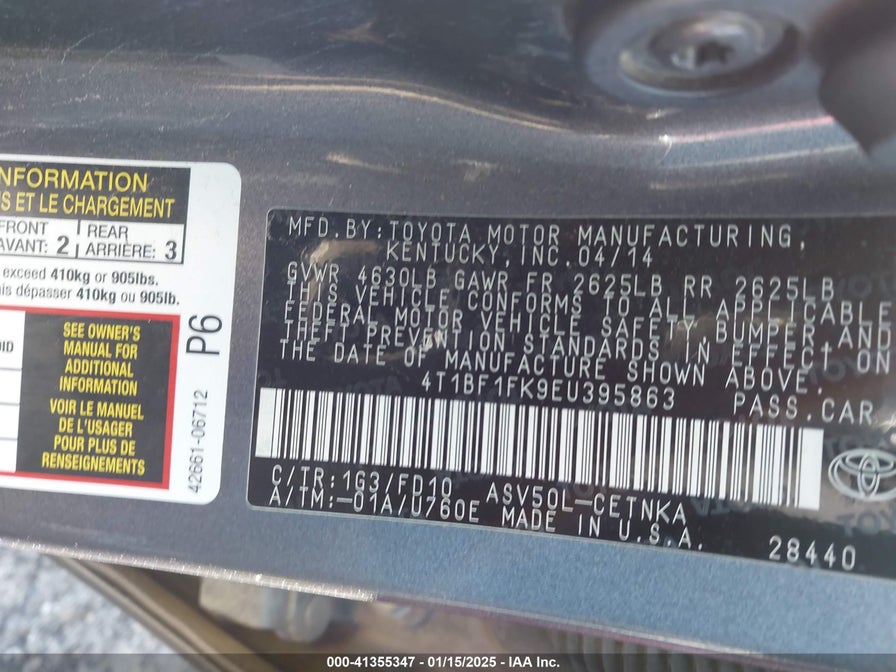 NFORMATION
S ET LE CHARGEMENT
FRONT
AVANT: 2
REAR
ARRIÈRE: 3
exceed 410kg or 905lbs.
dépasser 410kg ou 905lb.
SEE OWNER'S
MANUAL FOR
ADDITIONAL
INFORMATION
VOIR LE MANUEL
DE L'USAGER
POUR PLUS DE
RENSEIGNEMENTS
P6
42661-06712
MFD.BY:TOYOTA MOTOR MANUFACTURING,
KENTUCKY,INC.04/14
GVWR 4630LB GAWR FR 2625LB RR 2625LB
THIS VEHICLE CONFORMS TO ALL APPLICABLE
FEDERAL MOTOR VEHICLE SAFETY,BUMPER,AND
THEFT PREVENTION STANDARDS IN EFFECT ON
THE DATE OF MANUFACTURE SHOWN ABOVE.
4T1BF1FK9EU395863 PASS.CAR
C/TR:1G3/FD10 ASV50L-CETNKA
A/TM:-01A/U760E MADE IN U.S.A.
28440
000-41355347 - 01/15/2025 - IAA Inc.